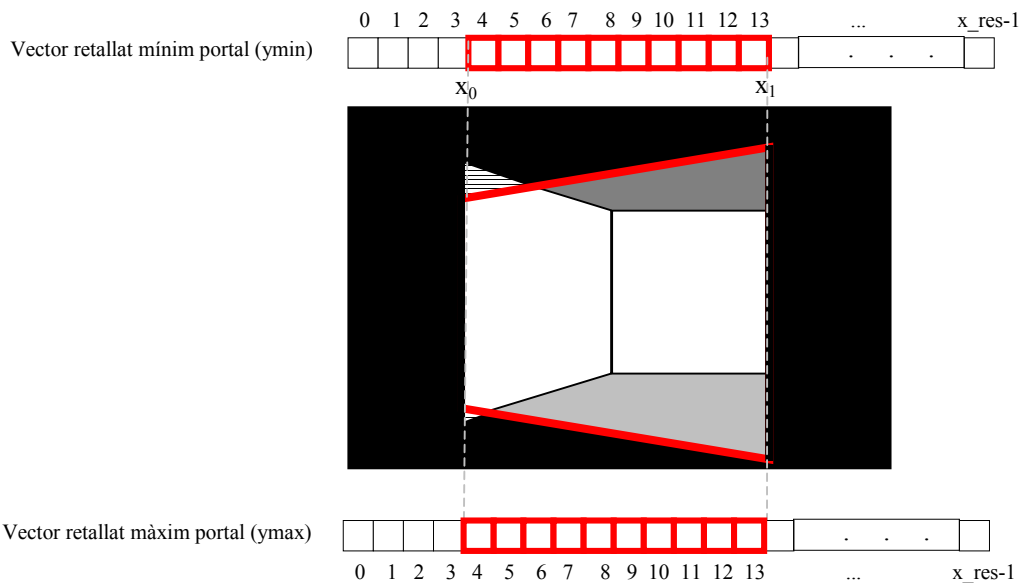 0 1 2 3 4 5 6 7 8 9 10 11 12 13 ... x_res-1
Vector retallat mínim portal (ymin)
. . .
x₀ x₁
Vector retallat màxim portal (ymax)
. . .
0 1 2 3 4 5 6 7 8 9 10 11 12 13 ... x_res-1